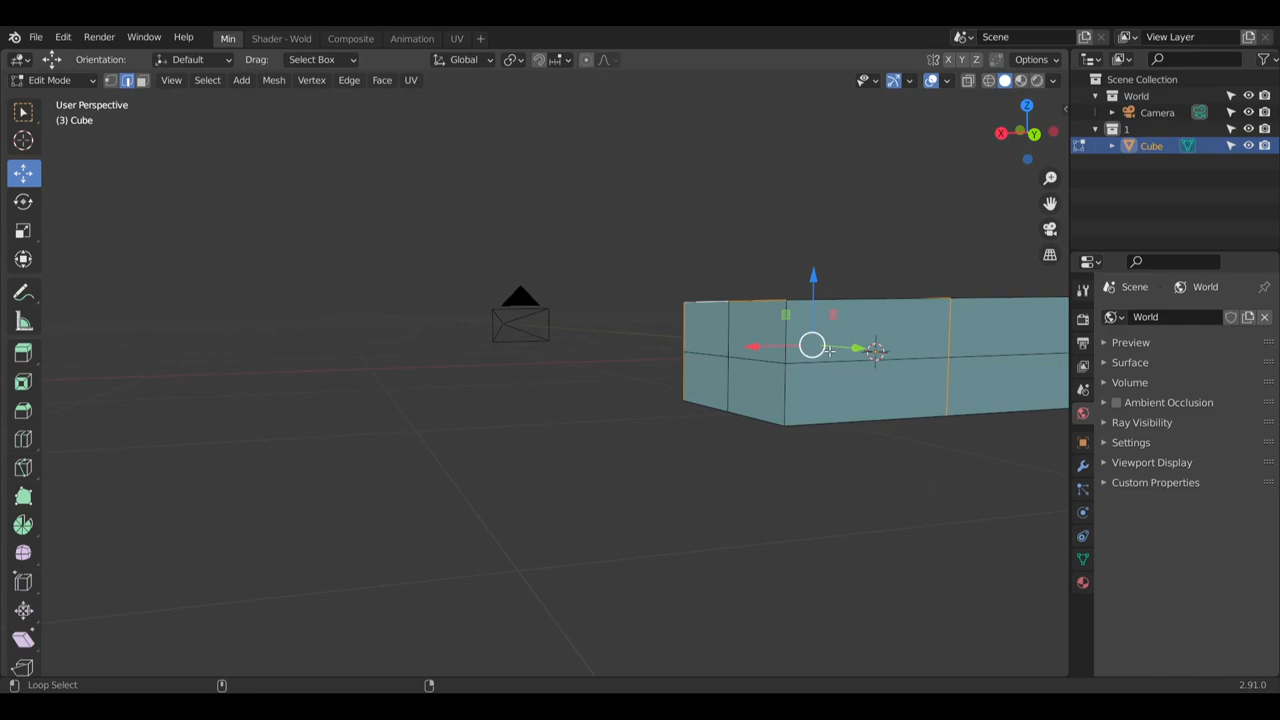 File Edit Render Window Help Min Shader - Wold Composite Animation UV Scene View Layer
Orientation: Default Drag: Select Box Global X Y Z Options
Edit Mode View Select Add Mesh Vertex Edge Face UV
User Perspective
(3) Cube
Z
X
Y
Scene Collection
World
Camera
1
Cube
Scene World
World
Preview
Surface
Volume
Ambient Occlusion
Ray Visibility
Settings
Viewport Display
Custom Properties
Loop Select 2.91.0